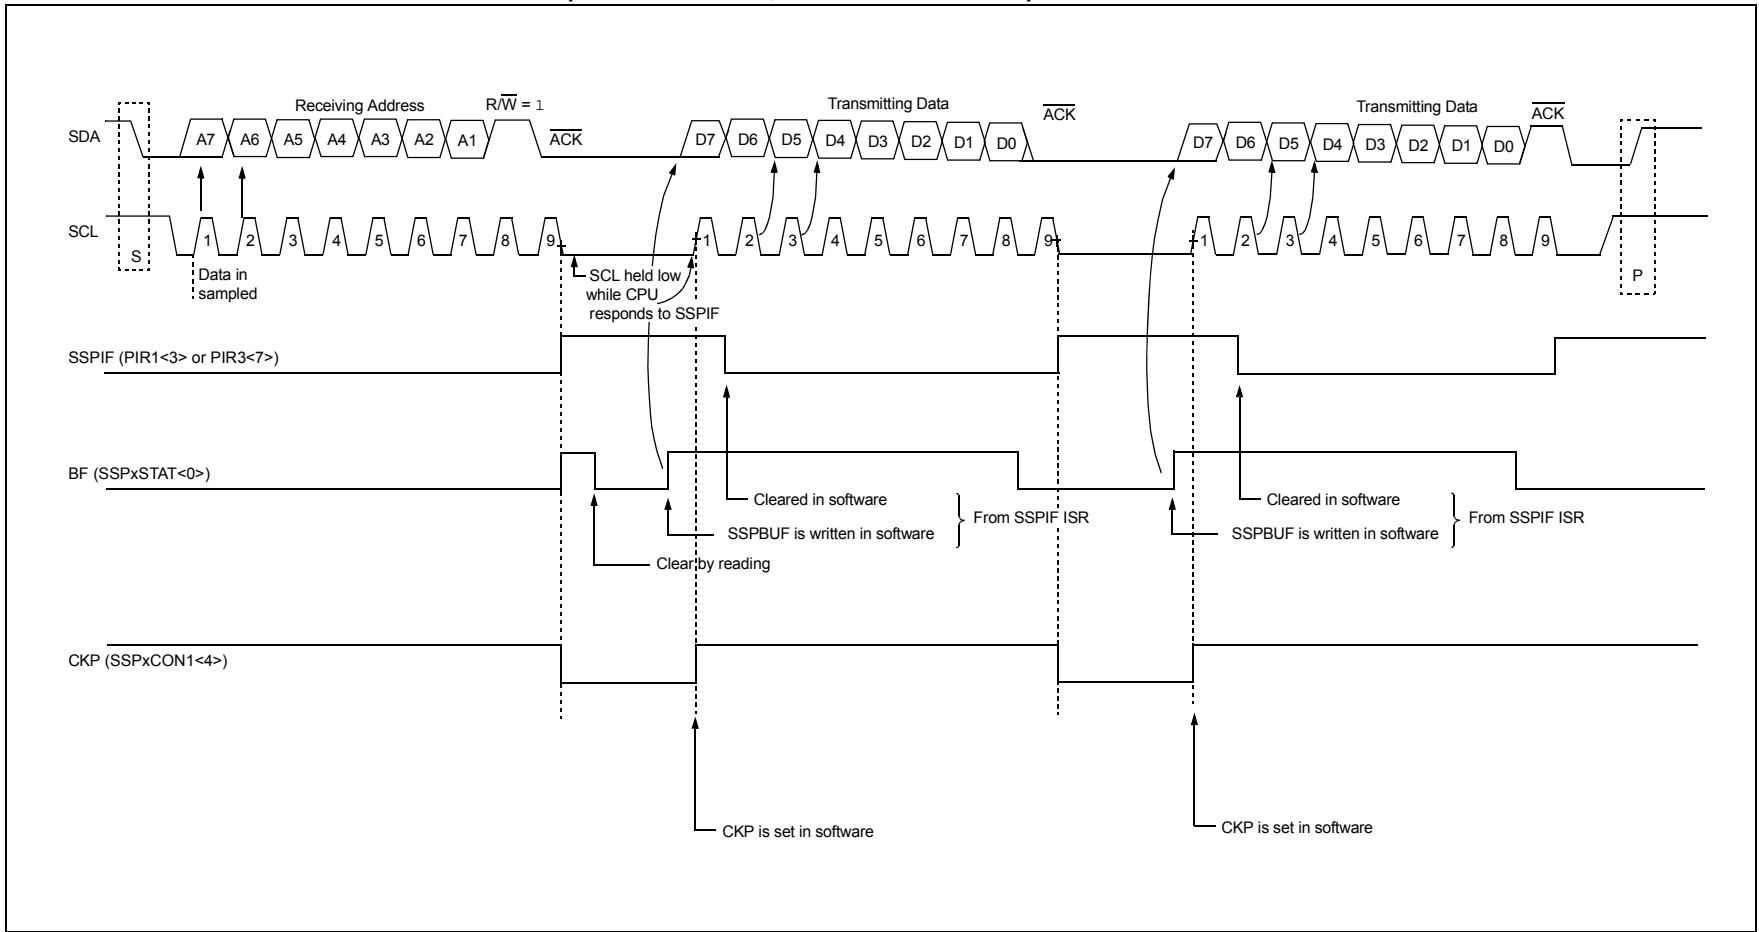 Receiving Address R/W = 1 Transmitting Data ACK Transmitting Data ACK
SDA A7 A6 A5 A4 A3 A2 A1 ACK D7 D6 D5 D4 D3 D2 D1 D0 D7 D6 D5 D4 D3 D2 D1 D0
SCL 1 2 3 4 5 6 7 8 9 1 2 3 4 5 6 7 8 9 1 2 3 4 5 6 7 8 9
S
P
Data in
sampled
SCL held low
while CPU
responds to SSPIF
SSPIF (PIR1<3> or PIR3<7>)
BF (SSPxSTAT<0>)
Cleared in software
From SSPIF ISR
SSPBUF is written in software
Clear by reading
Cleared in software
From SSPIF ISR
SSPBUF is written in software
CKP (SSPxCON1<4>)
CKP is set in software
CKP is set in software